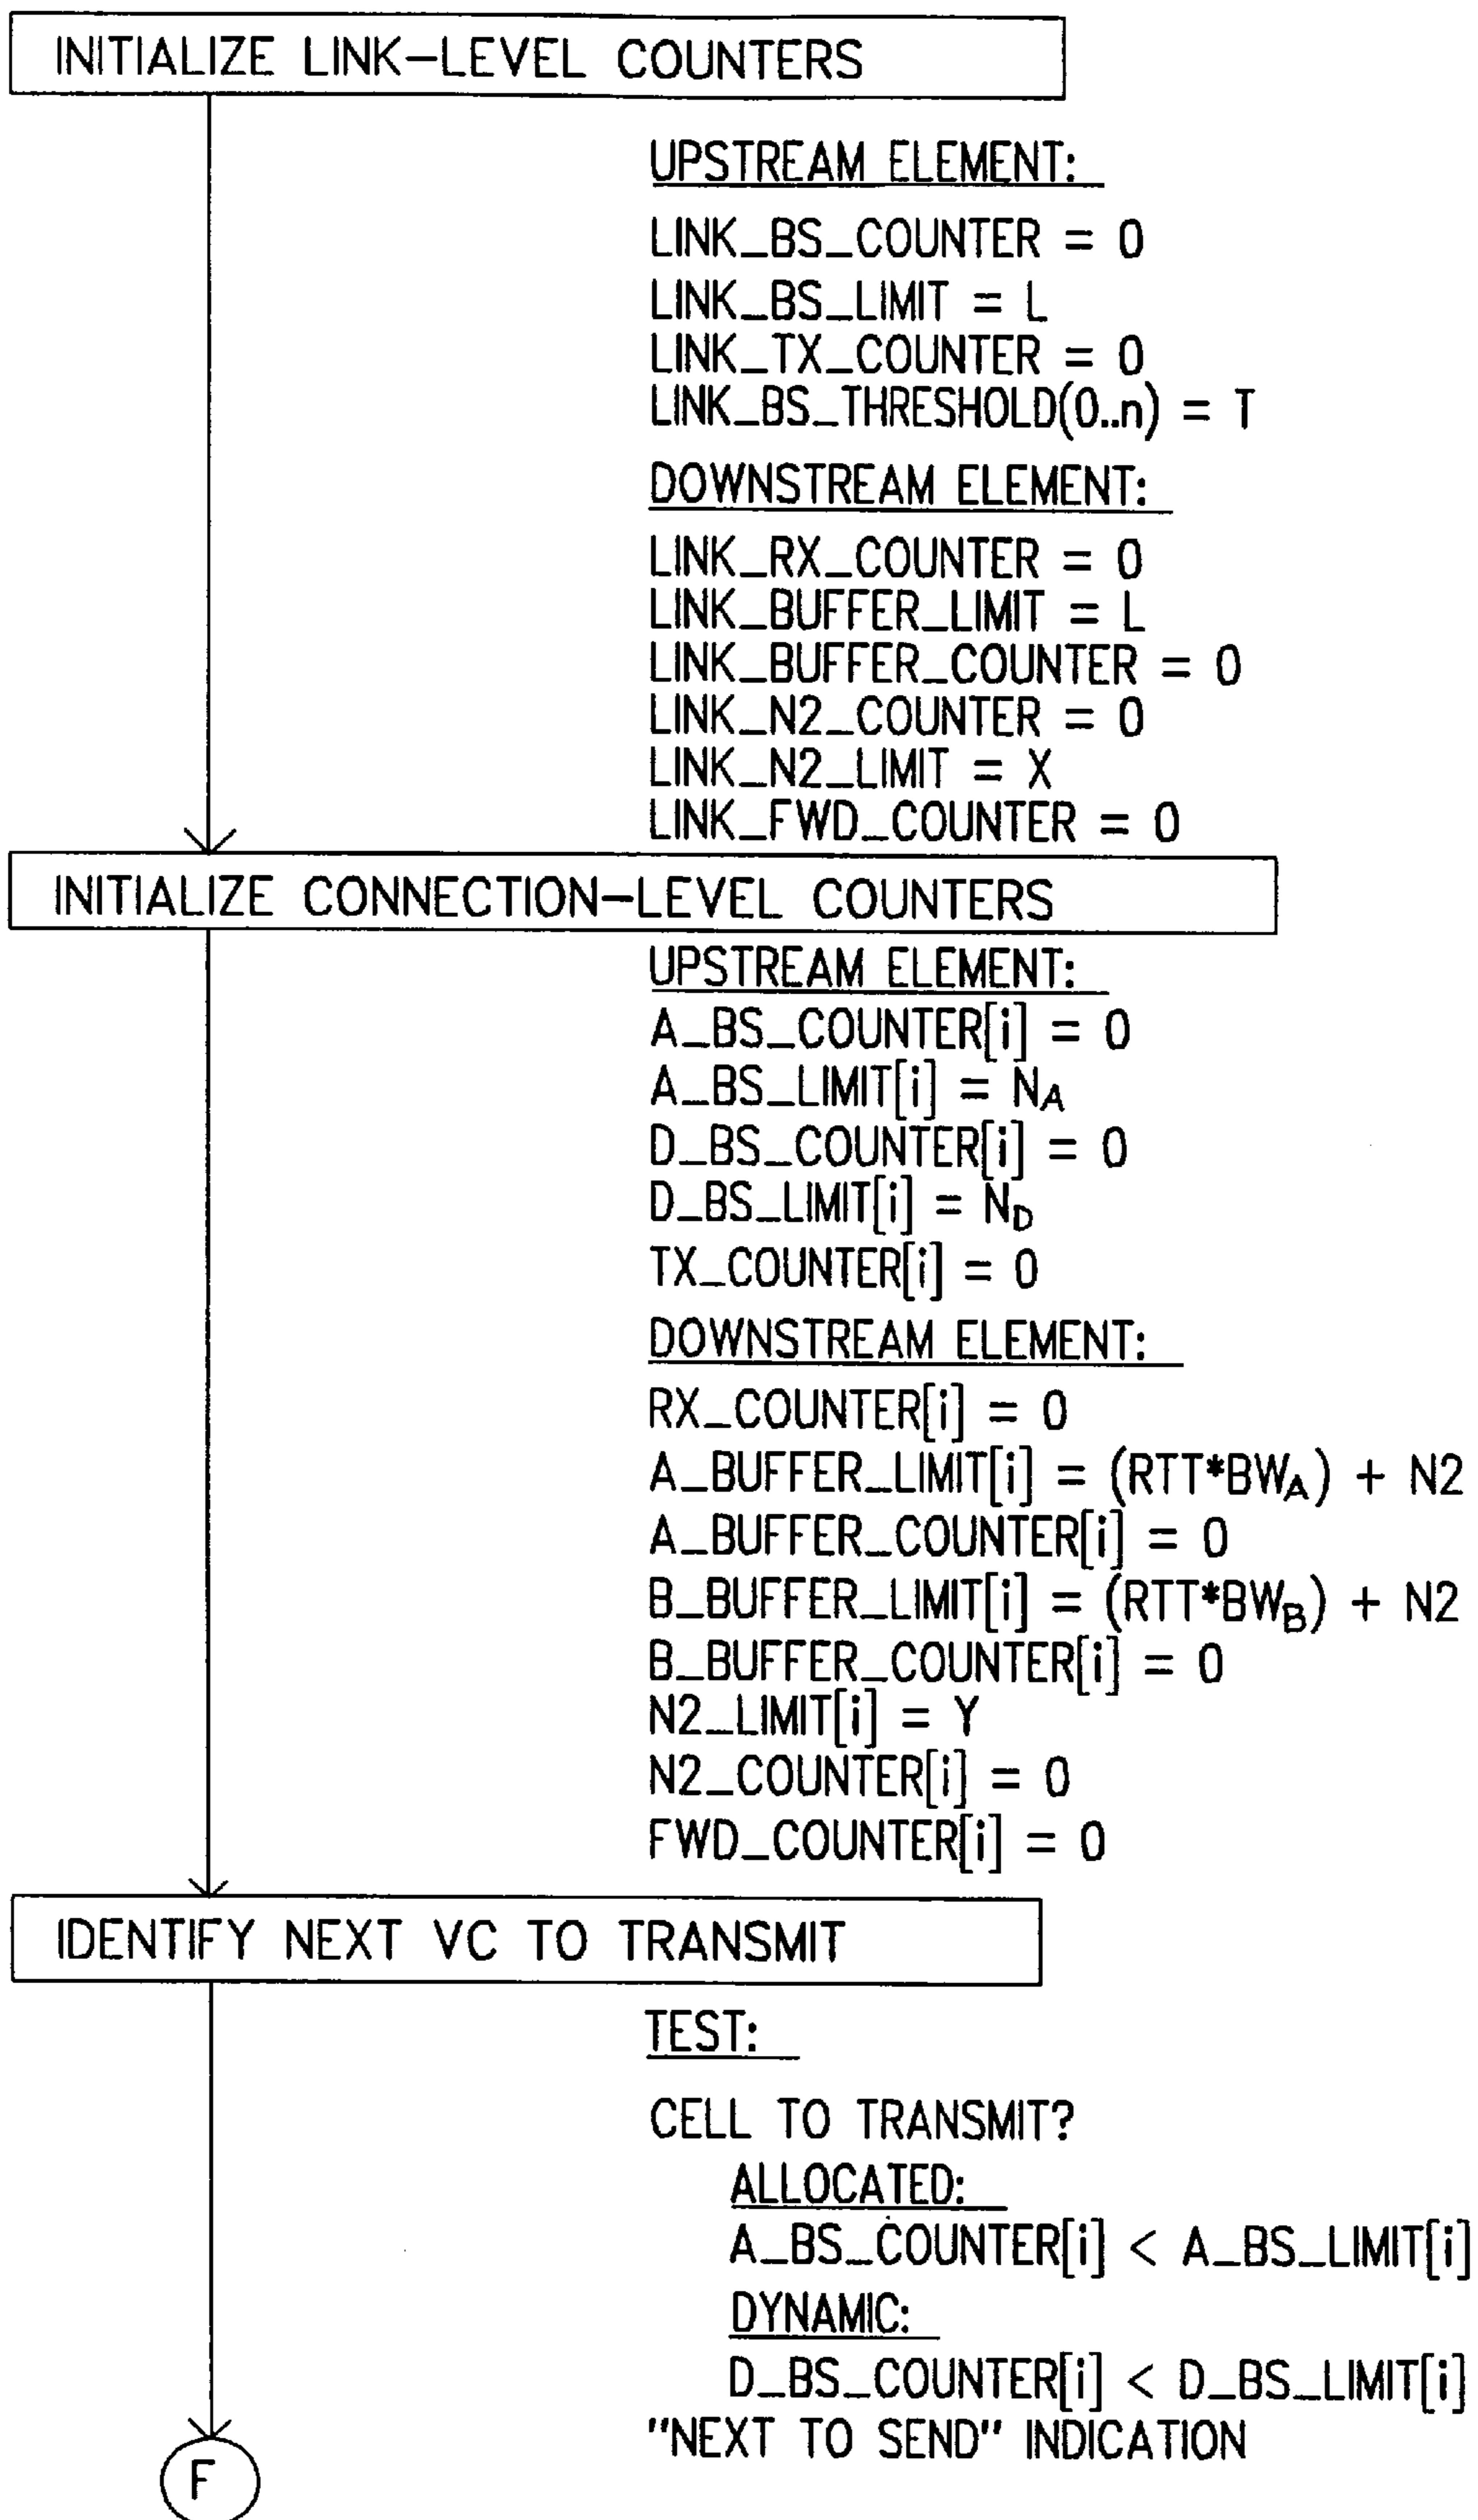 INITIALIZE LINK-LEVEL COUNTERS
UPSTREAM ELEMENT:
LINK_BS_COUNTER = 0
LINK_BS_LIMIT = L
LINK_TX_COUNTER = 0
LINK_BS_THRESHOLD(0..n) = T
DOWNSTREAM ELEMENT:
LINK_RX_COUNTER = 0
LINK_BUFFER_LIMIT = L
LINK_BUFFER_COUNTER = 0
LINK_N2_COUNTER = 0
LINK_N2_LIMIT = X
LINK_FWD_COUNTER = 0
INITIALIZE CONNECTION-LEVEL COUNTERS
UPSTREAM ELEMENT:
A_BS_COUNTER[i] = 0
A_BS_LIMIT[i] = NA
D_BS_COUNTER[i] = 0
D_BS_LIMIT[i] = ND
TX_COUNTER[i] = 0
DOWNSTREAM ELEMENT:
RX_COUNTER[i] = 0
A_BUFFER_LIMIT[i] = (RTT*BWA) + N2
A_BUFFER_COUNTER[i] = 0
B_BUFFER_LIMIT[i] = (RTT*BWB) + N2
B_BUFFER_COUNTER[i] = 0
N2_LIMIT[i] = Y
N2_COUNTER[i] = 0
FWD_COUNTER[i] = 0
IDENTIFY NEXT VC TO TRANSMIT
TEST:
CELL TO TRANSMIT?
ALLOCATED:
A_BS_COUNTER[i] < A_BS_LIMIT[i]
DYNAMIC:
D_BS_COUNTER[i] < D_BS_LIMIT[i]
"NEXT TO SEND" INDICATION
F